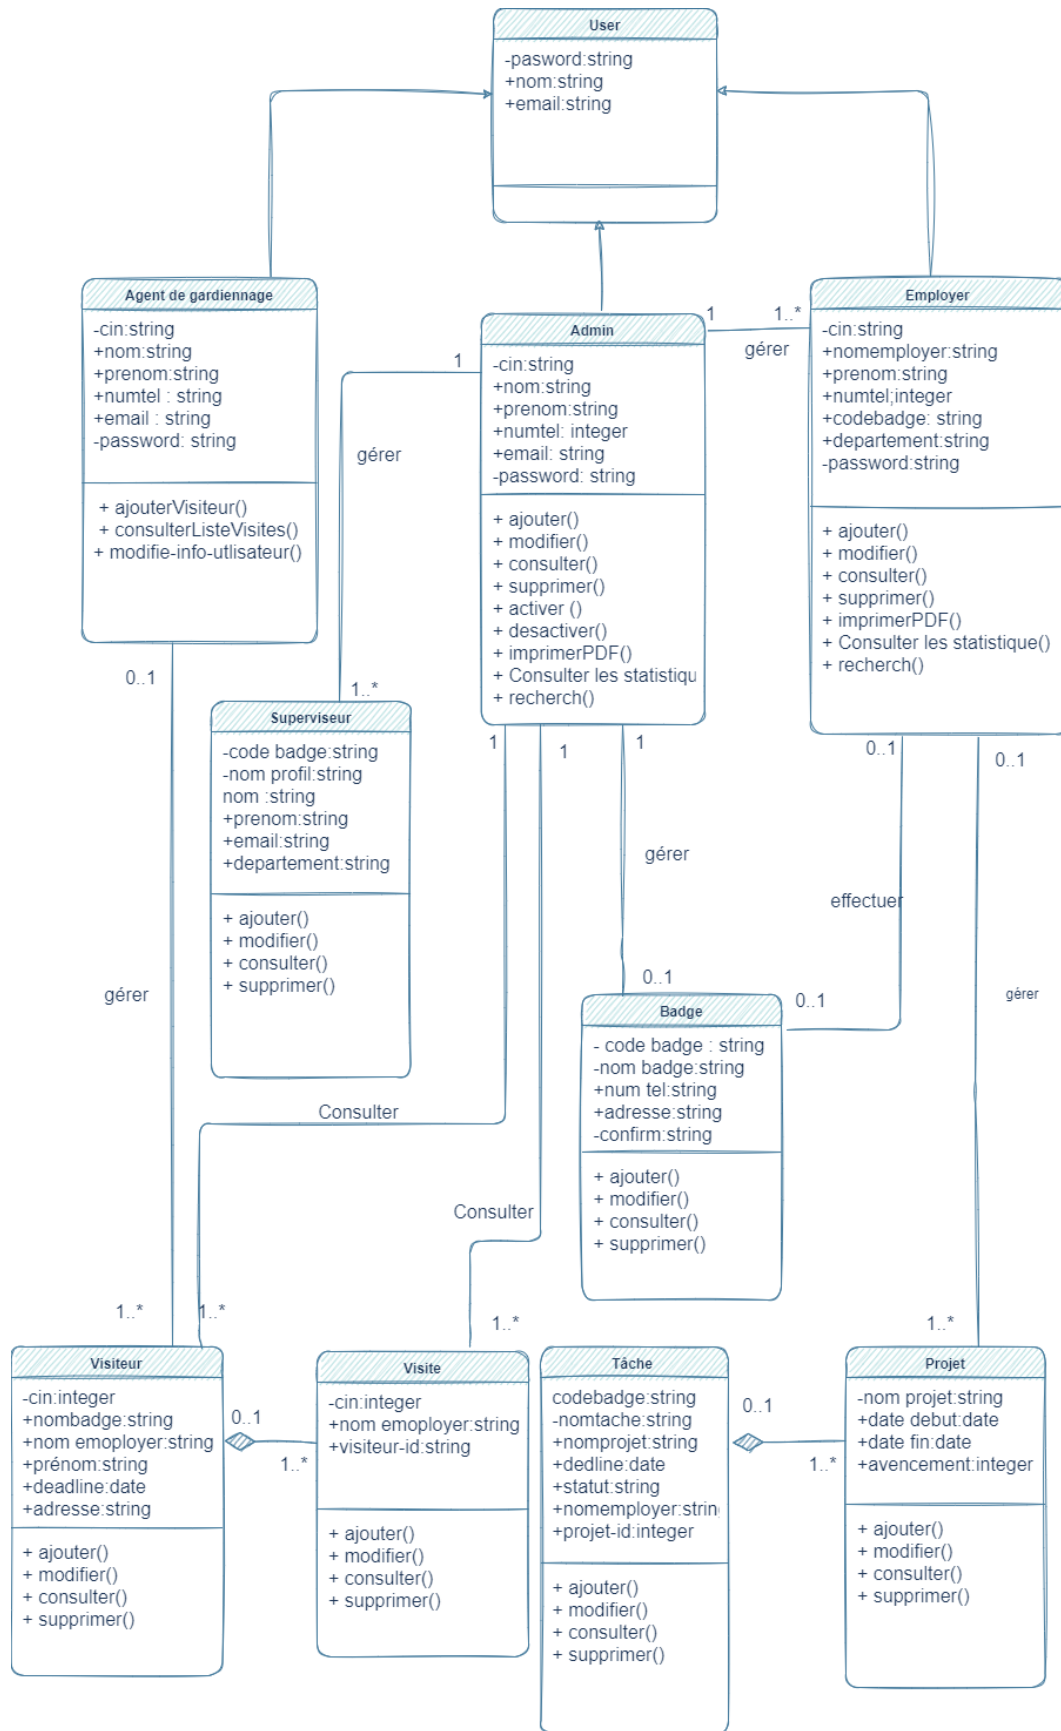 User
-pasword:string
+nom:string
+email:string
Agent de gardiennage
-cin:string
+nom:string
+prenom:string
+numtel : string
+email : string
-password: string
+ ajouterVisiteur()
+ consulterListeVisites()
+ modifie-info-utlisateur()
Admin
-cin:string
+nom:string
+prenom:string
+numtel: integer
+email: string
-password: string
+ ajouter()
+ modifier()
+ consulter()
+ supprimer()
+ activer ()
+ desactiver()
+ imprimerPDF()
+ Consulter les statistiqu
+ recherch()
1
1..*
gérer
Employer
-cin:string
+nomemployer:string
+prenom:string
+numtel;integer
+codebadge: string
+departement:string
-password:string
+ ajouter()
+ modifier()
+ consulter()
+ supprimer()
+ imprimerPDF()
+ Consulter les statistique()
+ recherch()
1
gérer
1..*
0..1
Superviseur
-code badge:string
-nom profil:string
nom :string
+prenom:string
+email:string
+departement:string
+ ajouter()
+ modifier()
+ consulter()
+ supprimer()
1
1
1
0..1
0..1
gérer
effectuer
gérer
0..1
0..1
gérer
Badge
- code badge : string
-nom badge:string
+num tel:string
+adresse:string
-confirm:string
+ ajouter()
+ modifier()
+ consulter()
+ supprimer()
Consulter
Consulter
1..*
1..*
1..*
1..*
Visiteur
-cin:integer
+nombadge:string
+nom emoployer:string
+prénom:string
+deadline:date
+adresse:string
+ ajouter()
+ modifier()
+ consulter()
+ supprimer()
0..1
1..*
Visite
-cin:integer
+nom emoployer:string
+visiteur-id:string
+ ajouter()
+ modifier()
+ consulter()
+ supprimer()
Tâche
codebadge:string
-nomtache:string
+nomprojet:string
+dedline:date
+statut:string
+nomemployer:string
+projet-id:integer
+ ajouter()
+ modifier()
+ consulter()
+ supprimer()
0..1
1..*
Projet
-nom projet:string
+date debut:date
+date fin:date
+avencement:integer
+ ajouter()
+ modifier()
+ consulter()
+ supprimer()